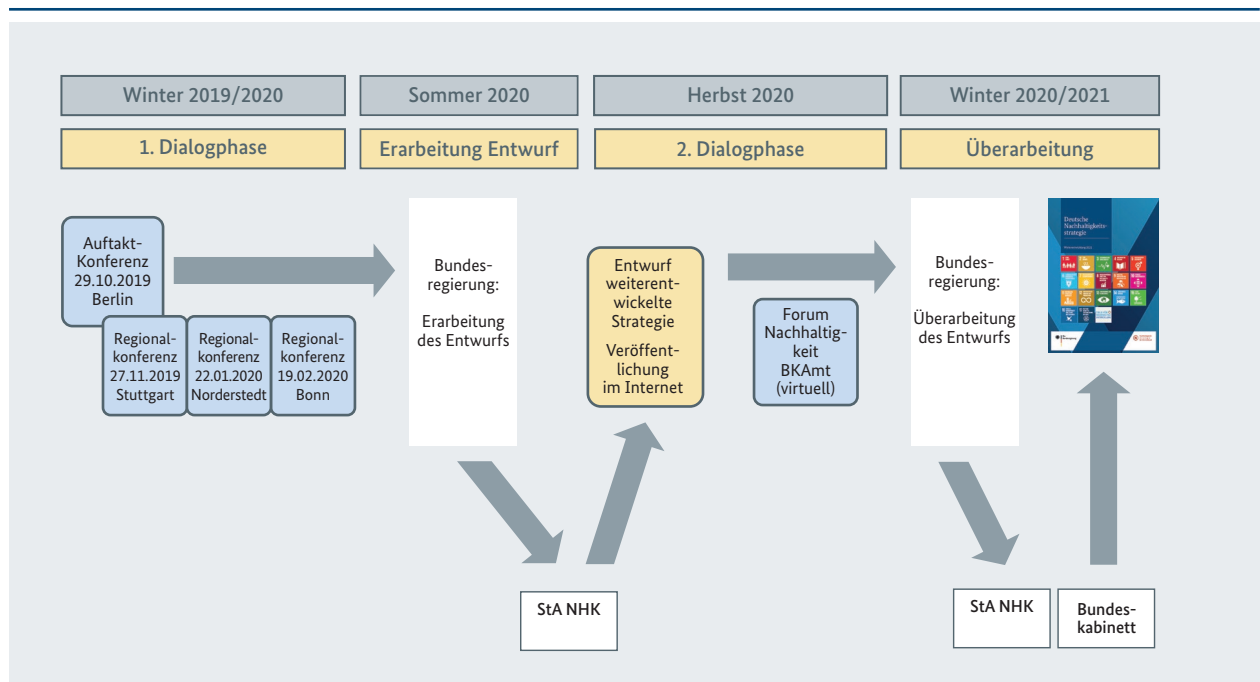 Winter 2019/2020
Sommer 2020
Herbst 2020
Winter 2020/2021
1. Dialogphase
Erarbeitung Entwurf
2. Dialogphase
Überarbeitung
Auftakt-
Konferenz
29.10.2019
Berlin
Regional-
konferenz
27.11.2019
Stuttgart
Regional-
konferenz
22.01.2020
Norderstedt
Regional-
konferenz
19.02.2020
Bonn
Bundes-
regierung:
Erarbeitung
des Entwurfs
StA NHK
Entwurf
weiterent-
wickelte
Strategie
Veröffent-
lichung
im Internet
Forum
Nachhaltig-
keit
BKAmt
(virtuell)
Bundes-
regierung:
Überarbeitung
des Entwurfs
StA NHK
Bundes-
kabinett
Deutsche
Nachhaltigkeits-
strategie